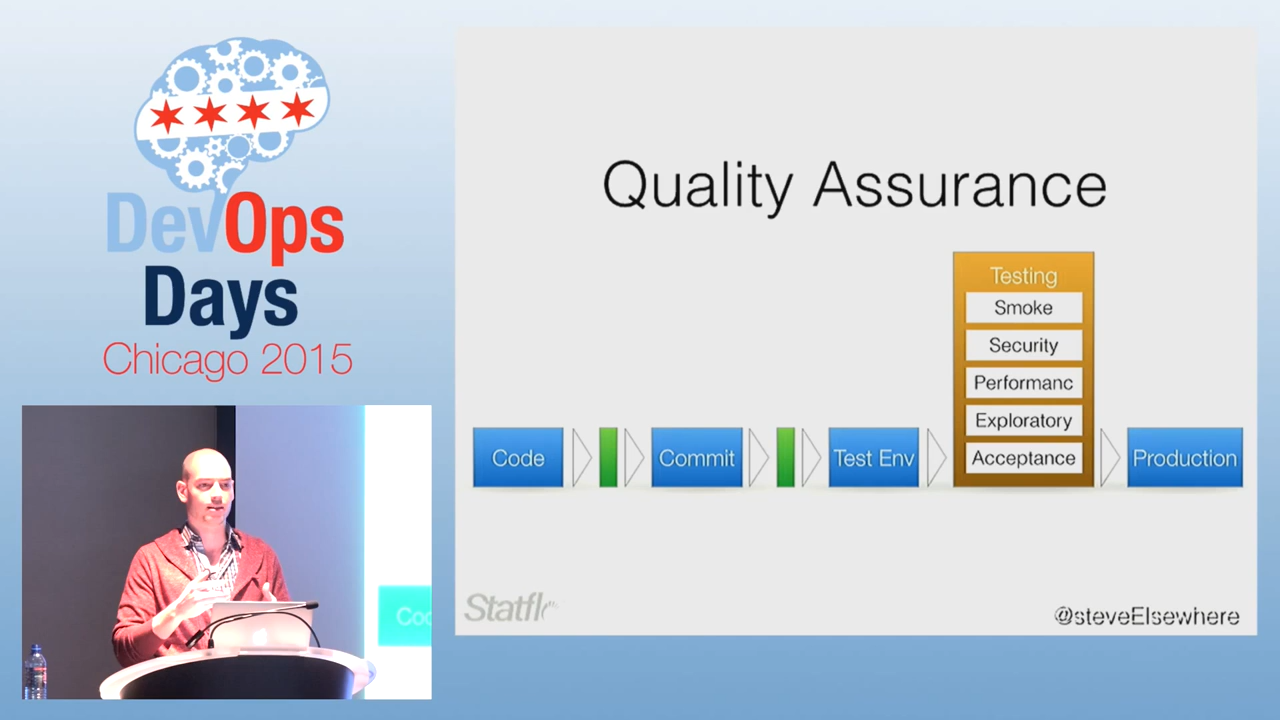 DevOps
Days
Chicago 2015
Quality Assurance
Testing
Smoke
Security
Performanc
Exploratory
Acceptance
Code
Commit
Test Env
Production
@steveElsewhere